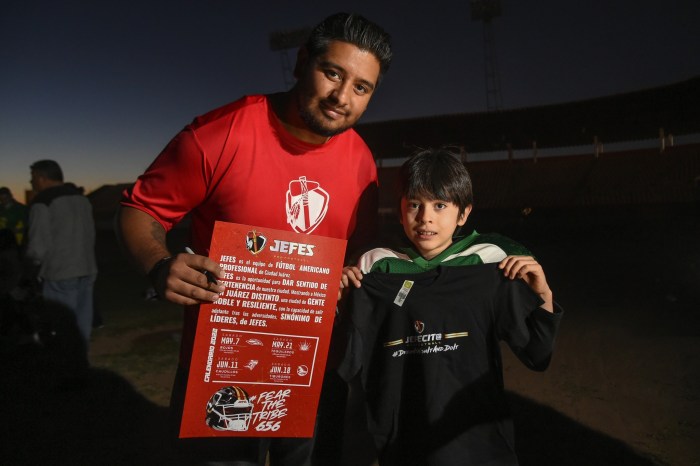 JEFES
JEFES es el equipo de FÚTBOL AMERICANO
PROFESIONAL de Ciudad Juárez.
JEFES es la oportunidad para DAR SENTIDO DE
PERTENENCIA de nuestra ciudad. Mostrando a México
un JUÁREZ DISTINTO, una ciudad de GENTE
NOBLE Y RESILIENTE, con la capacidad de salir
adelante tras las adversidades. SINÓNIMO DE
LÍDERES, de JEFES.
CALENDARIO 2022
MAY.7
MAY.21
JUN.11
JUN.18
#FEAR
THE
TRIBE
656
JEFECITO